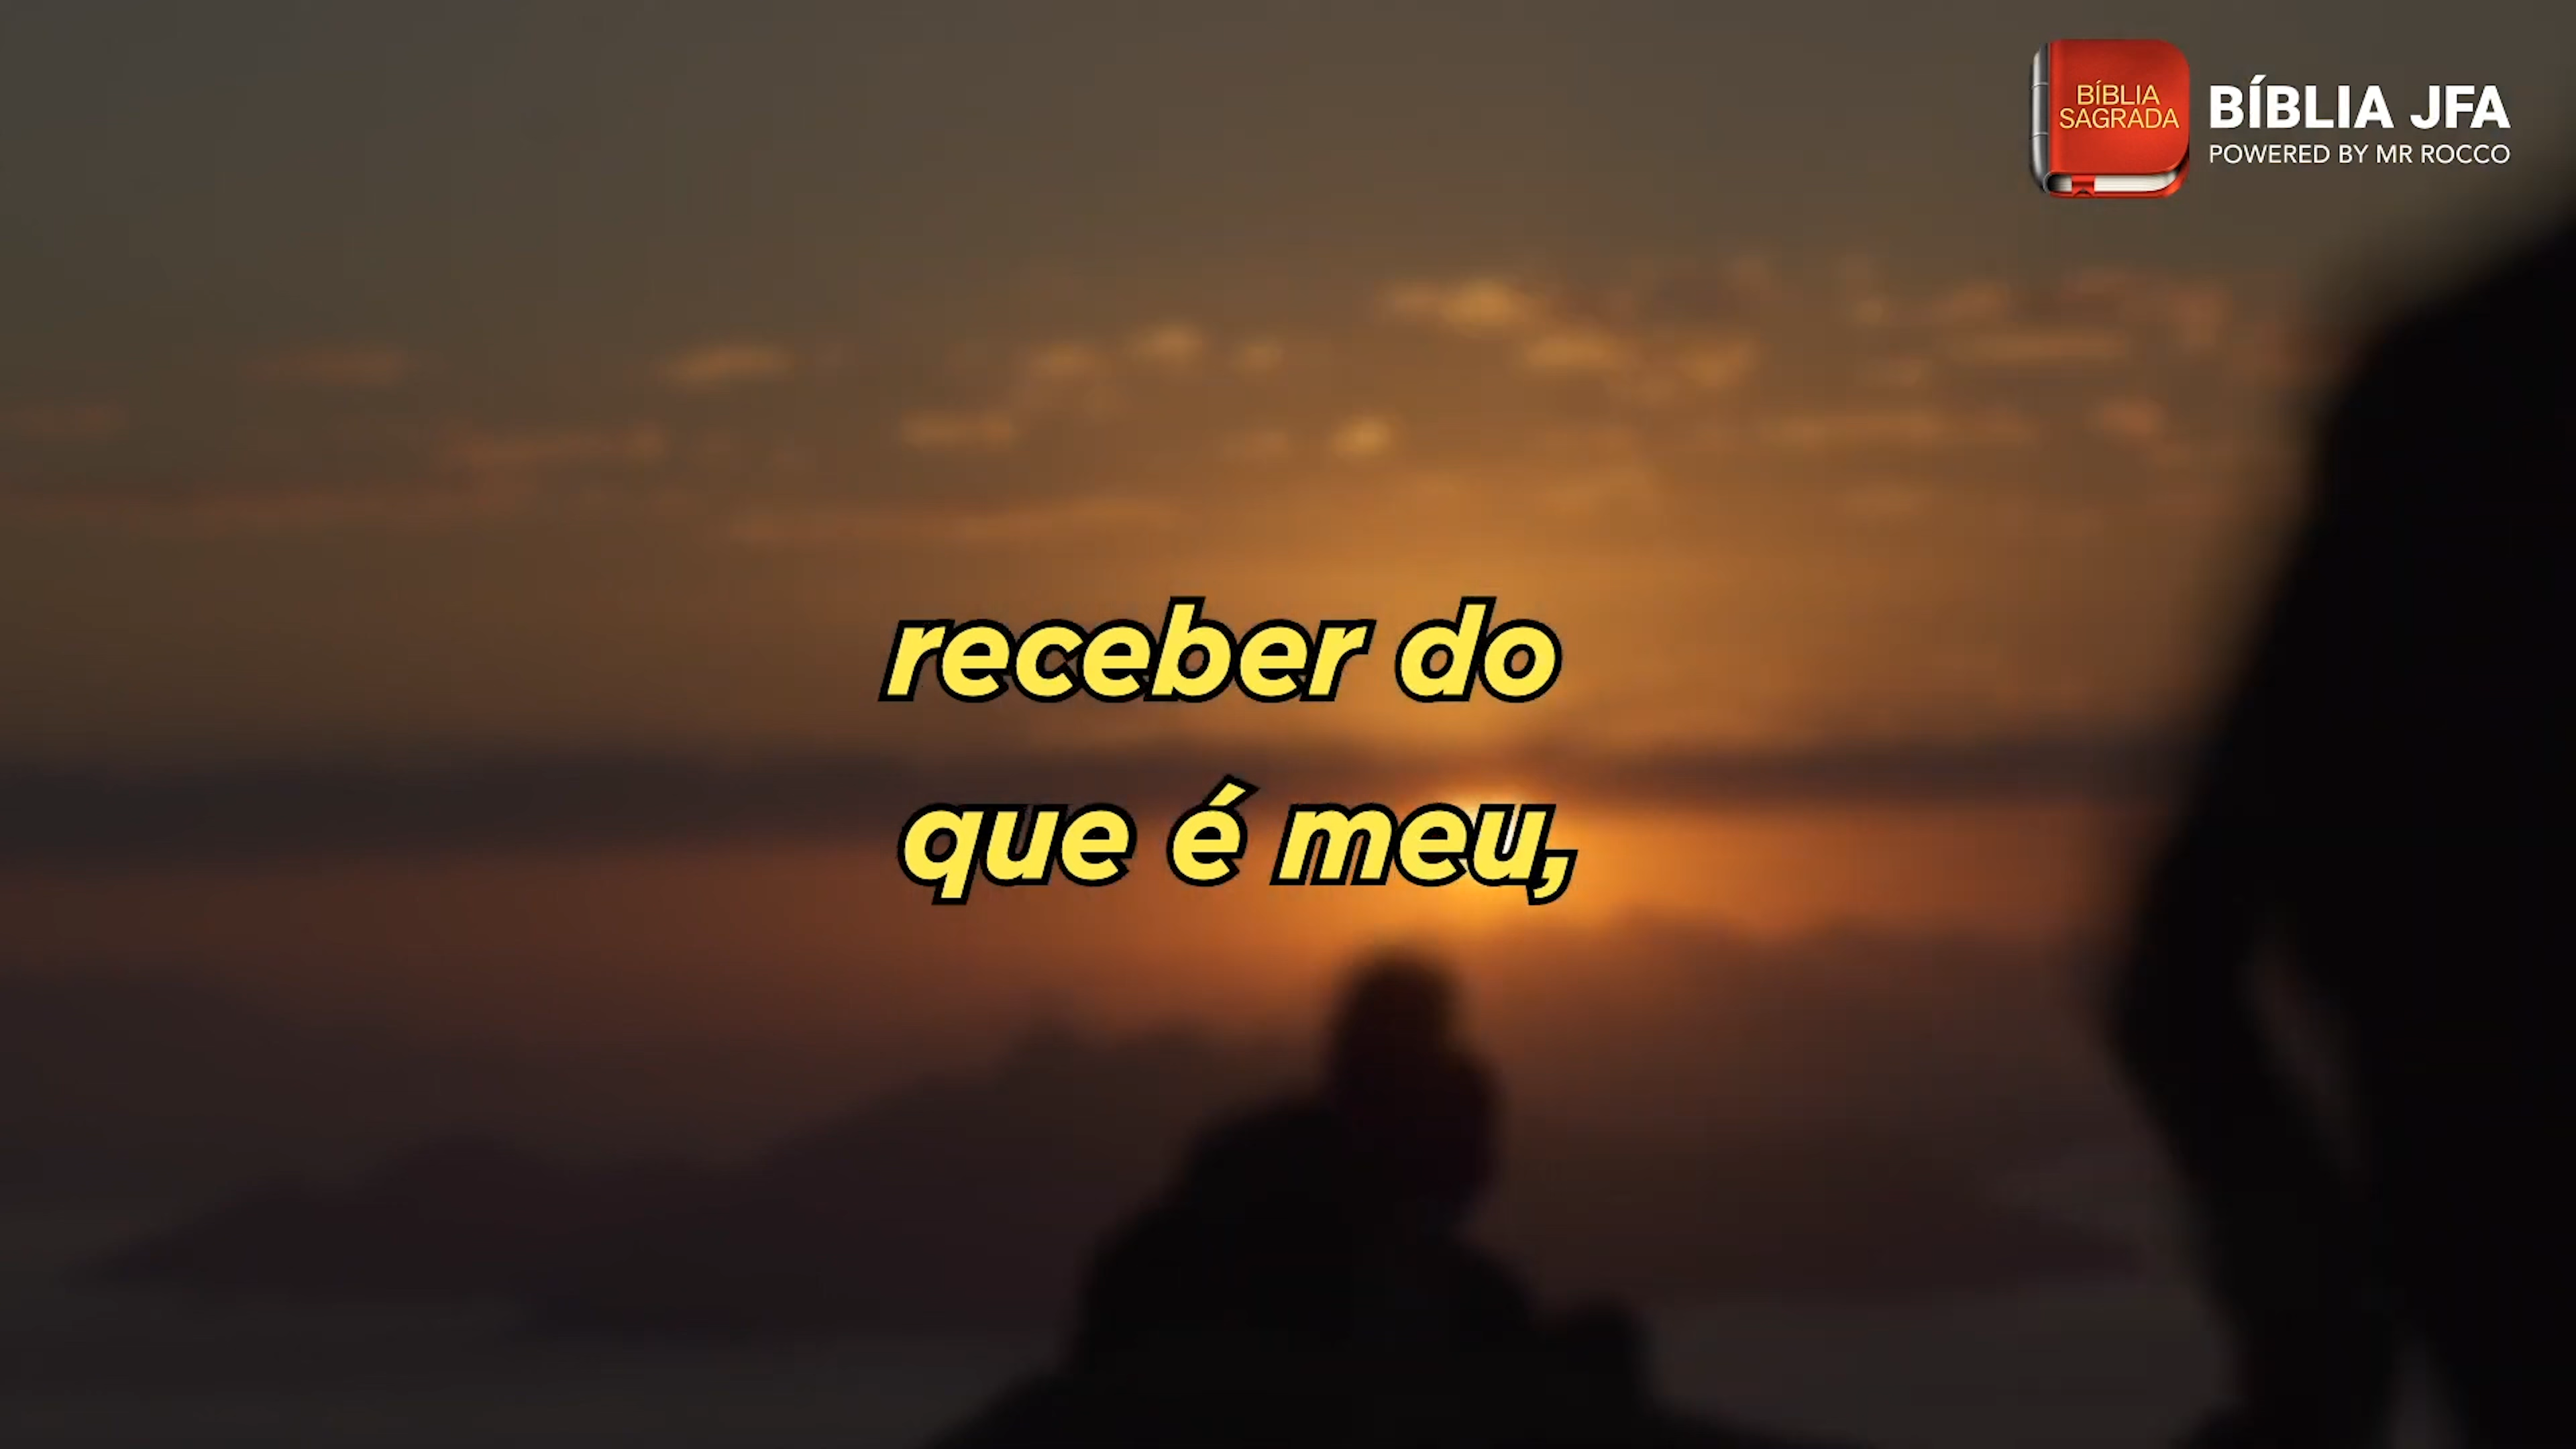 BÍBLIA
SAGRADA
BÍBLIA JFA
POWERED BY MR ROCCO
receber do
que é meu,